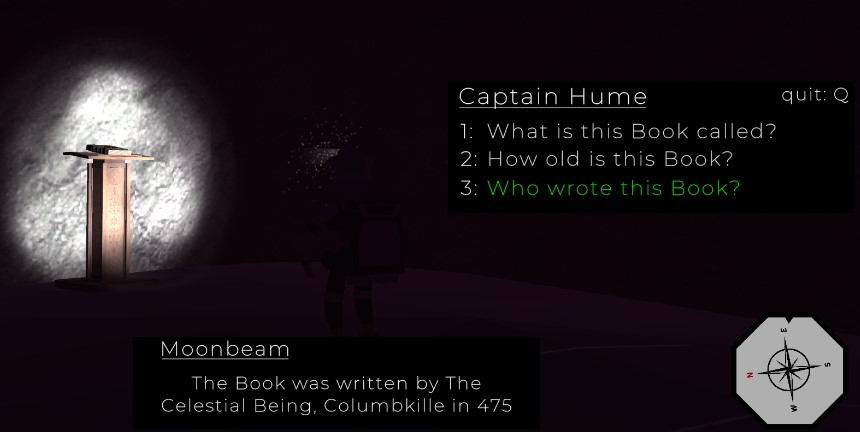 Captain Hume
quit: Q
1: What is this Book called?
2: How old is this Book?
3: Who wrote this Book?
Moonbeam
The Book was written by The
Celestial Being, Columbkille in 475
E
N
S
W